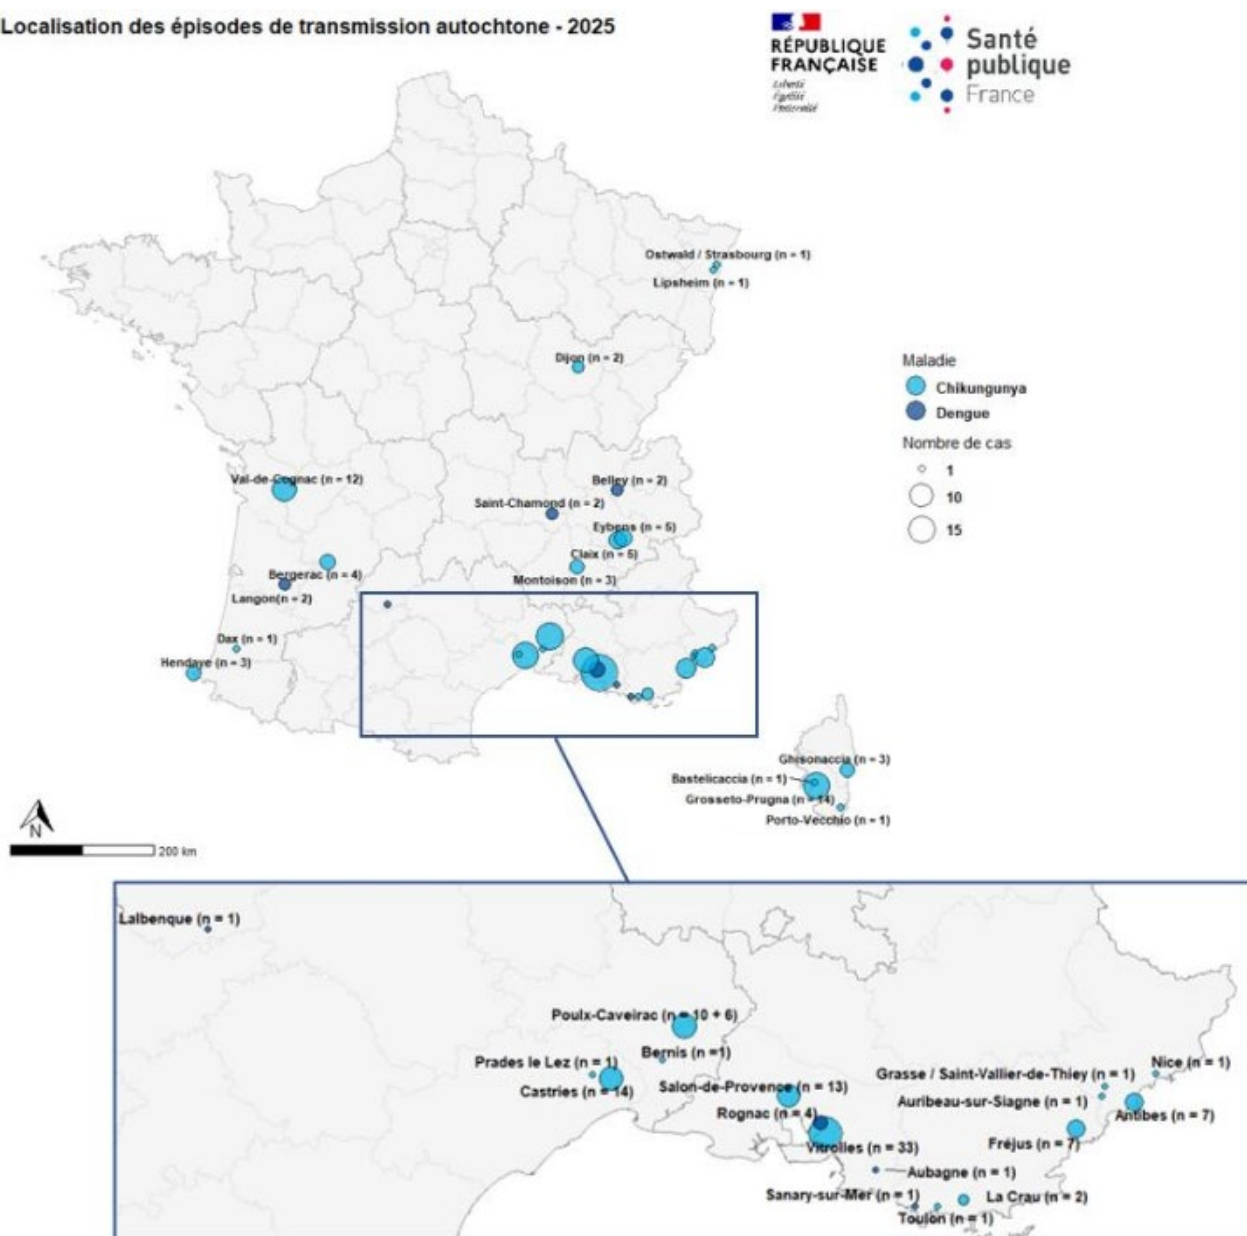 Localisation des épisodes de transmission autochtone - 2025
RÉPUBLIQUE
FRANÇAISE
Liberté
Égalité
Fraternité
Santé
publique
France
Ostwald / Strasbourg (n = 1)
Lipsheim (n = 1)
Dijon (n = 2)
Maladie
Chikungunya
Dengue
Nombre de cas
1
10
15
Val-de-Cognac (n = 12)
Belley (n = 2)
Saint-Chamond (n = 2)
Eybens (n = 5)
Claix (n = 5)
Bergerac (n = 4)
Montoison (n = 3)
Langon(n = 2)
Dax (n = 1)
Hendaye (n = 3)
Ghisonaccia (n = 3)
Bastelicaccia (n = 1)
Grosseto-Prugna (n = 14)
Porto-Vecchio (n = 1)
N
200 km
Lalbenque (n = 1)
Poulx-Caveirac (n = 10 + 6)
Bernis (n =1)
Prades le Lez (n = 1)
Castries (n = 14)
Salon-de-Provence (n = 13)
Rognac (n = 4)
Vitrolles (n = 33)
Nice (n = 1)
Grasse / Saint-Vallier-de-Thiey (n = 1)
Auribeau-sur-Siagne (n = 1)
Antibes (n = 7)
Fréjus (n = 7)
Aubagne (n = 1)
Sanary-sur-Mer (n = 1)
La Crau (n = 2)
Toulon (n = 1)